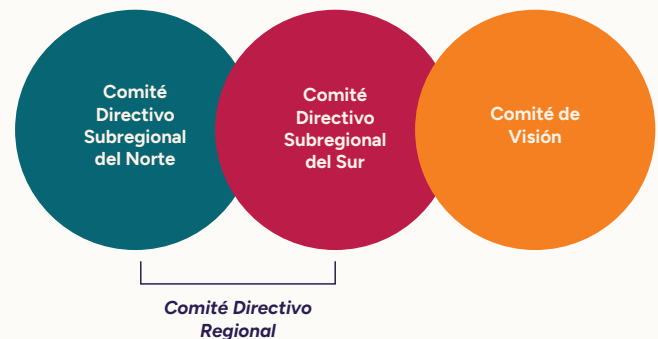 Comité
Directivo
Subregional
del Norte
Comité
Directivo
Subregional
del Sur
Comité de
Visión
Comité Directivo
Regional